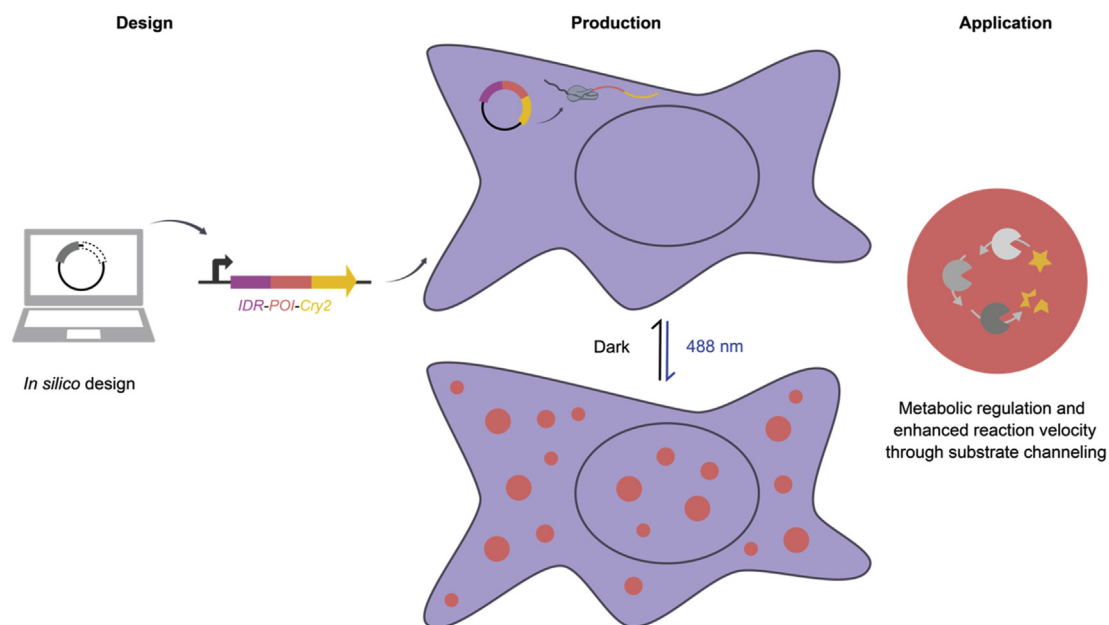 Design
Production
Application
IDR-POI-Cry2
In silico design
Dark
488 nm
Metabolic regulation and
enhanced reaction velocity
through substrate channeling